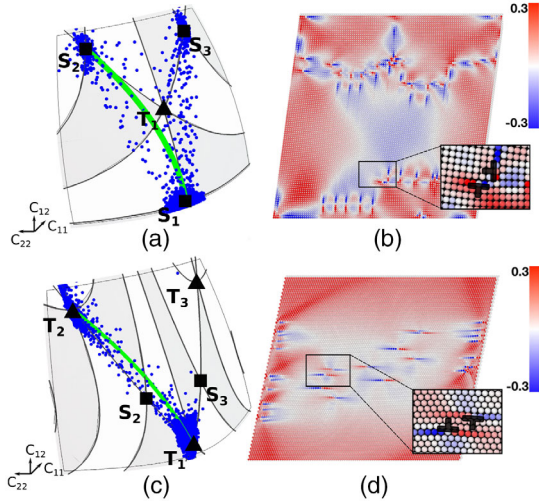 0.3
S₂
S₃
T₁
-0.3
C₁₂
C₂₂
C₁₁
S₁
(a)
(b)
0.3
T₂
T₃
S₂
S₃
-0.3
C₁₂
C₂₂
C₁₁
T₁
(c)
(d)